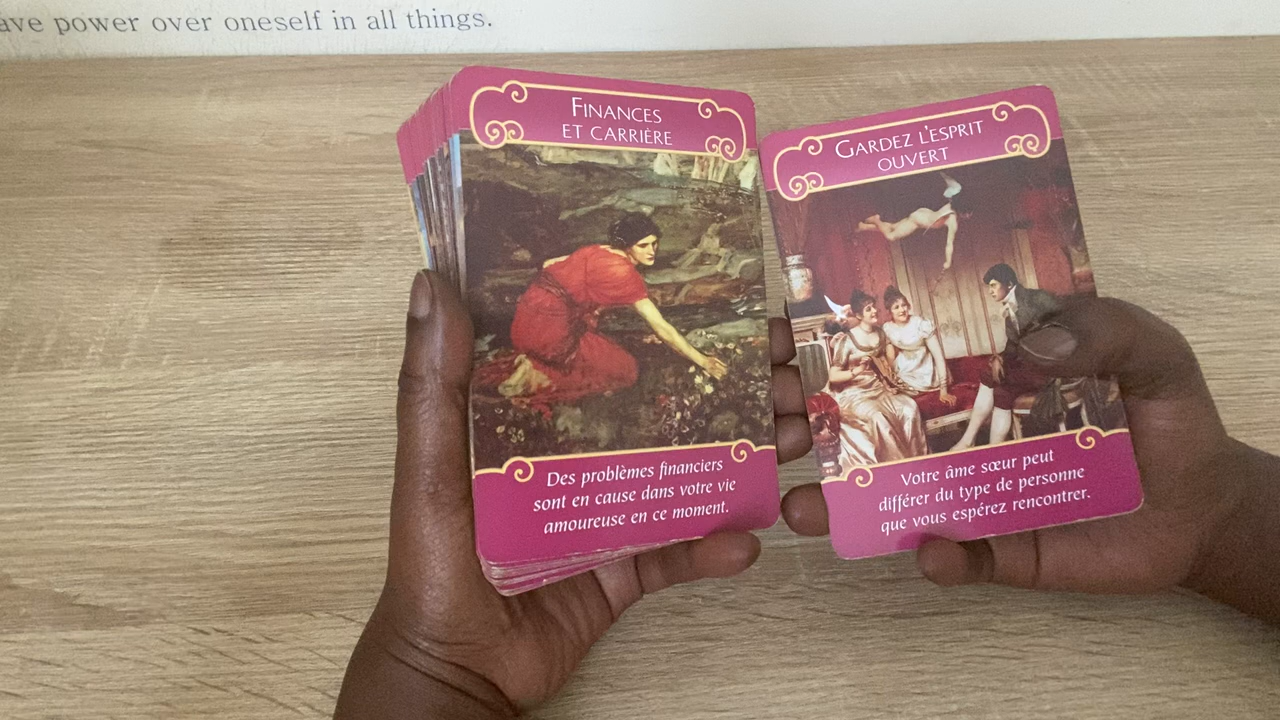 ave power over oneself in all things.
FINANCES
ET CARRIÈRE
Des problèmes financiers
sont en cause dans votre vie
amoureuse en ce moment.
GARDEZ L'ESPRIT
OUVERT
Votre âme sœur peut
différer du type de personne
que vous espérez rencontrer.